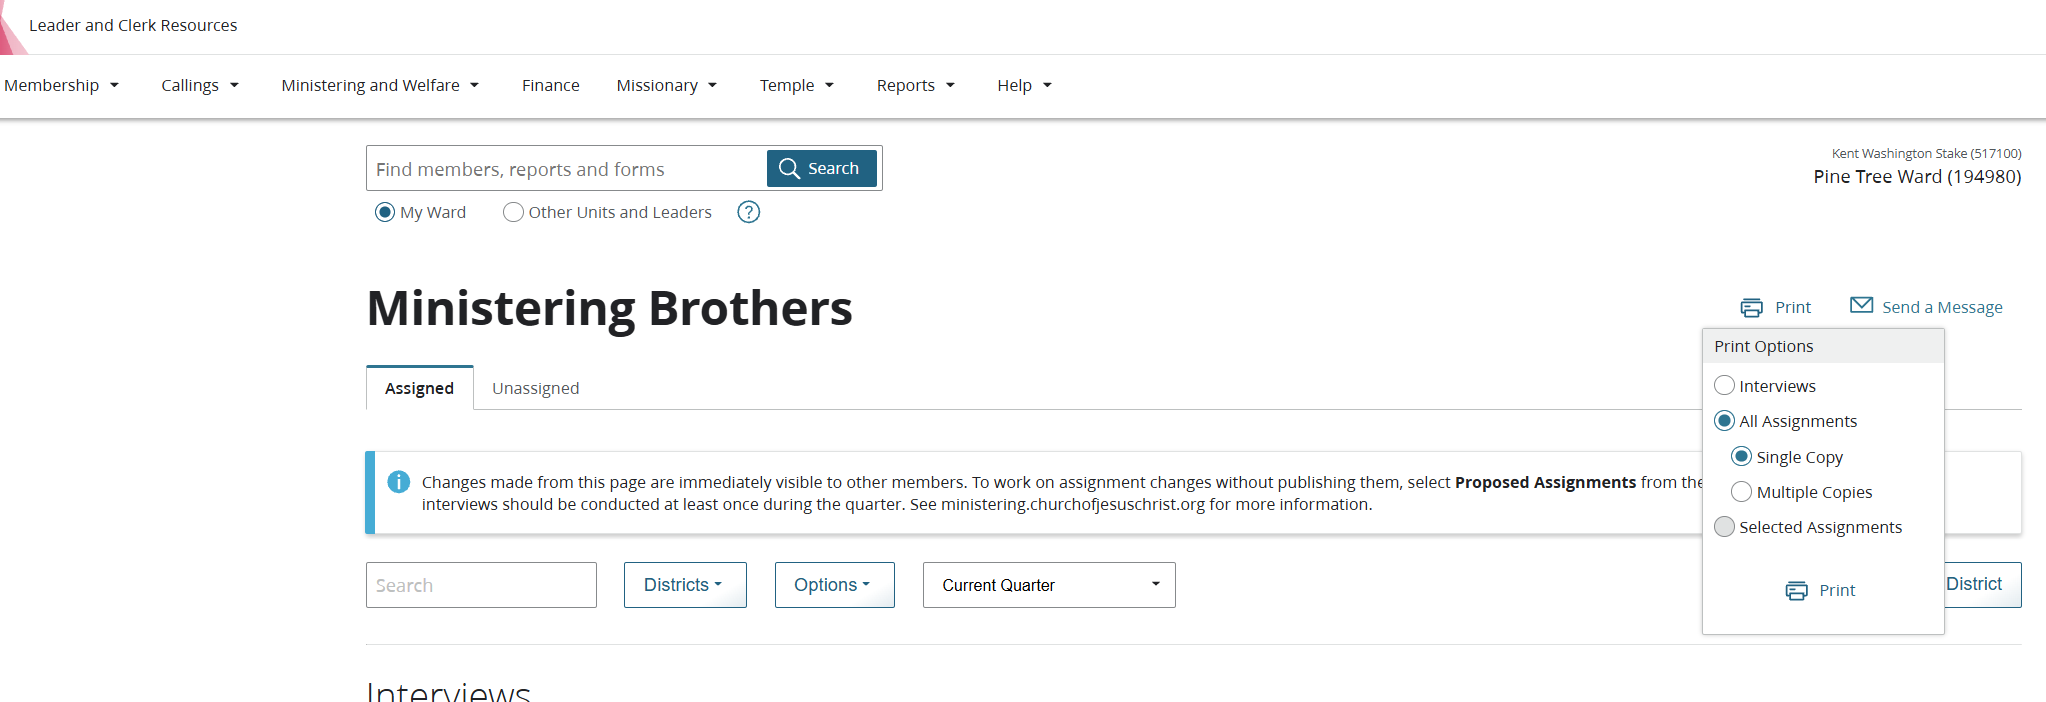 Leader and Clerk Resources
Membership Callings Ministering and Welfare Finance Missionary Temple Reports Help
Find members, reports and forms Search
My Ward Other Units and Leaders ?
Kent Washington Stake (517100)
Pine Tree Ward (194980)
Ministering Brothers
Print Send a Message
Print Options
Interviews
All Assignments
Single Copy
Multiple Copies
Selected Assignments
Print
Assigned Unassigned
Changes made from this page are immediately visible to other members. To work on assignment changes without publishing them, select Proposed Assignments from the
interviews should be conducted at least once during the quarter. See ministering.churchofjesuschrist.org for more information.
Search Districts Options Current Quarter District
Interviews